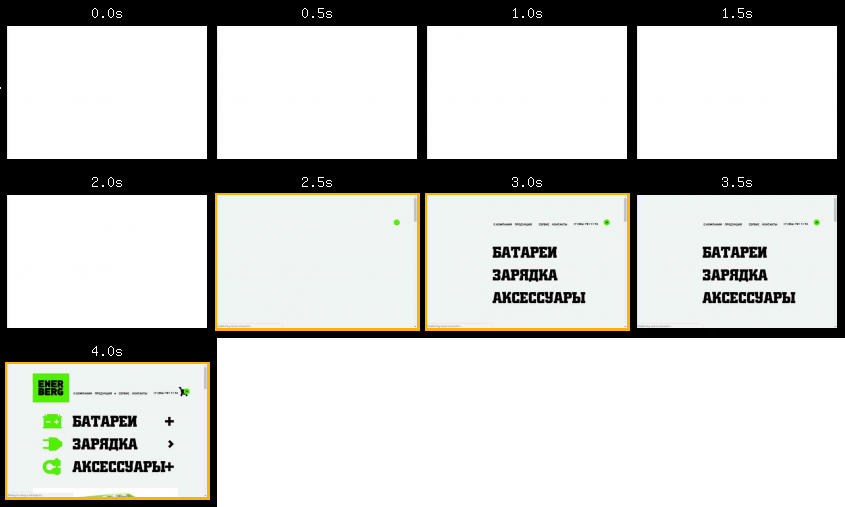 0.0s 0.5s 1.0s 1.5s
2.0s 2.5s 3.0s 3.5s
О КОМПАНИИ ПРОДУКЦИЯ СЕРВИС КОНТАКТЫ
БАТАРЕИ
ЗАРЯДКА
АКСЕССУАРЫ
О КОМПАНИИ ПРОДУКЦИЯ СЕРВИС КОНТАКТЫ
БАТАРЕИ
ЗАРЯДКА
АКСЕССУАРЫ
4.0s
ENER
BERG
О КОМПАНИИ ПРОДУКЦИЯ СЕРВИС КОНТАКТЫ
БАТАРЕИ +
ЗАРЯДКА >
АКСЕССУАРЫ+